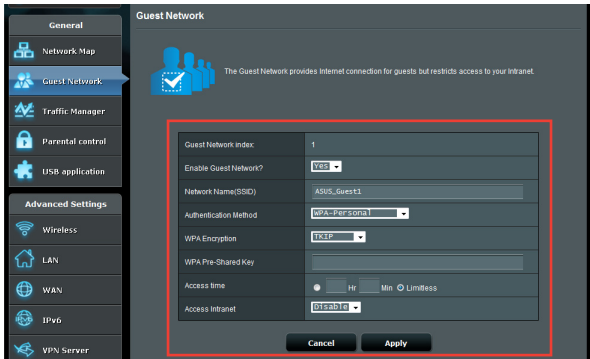 General
Network Map
Guest Network
Traffic Manager
Parental control
USB application
Advanced Settings
Wireless
LAN
WAN
IPv6
VPN Server
Guest Network
The Guest Network provides Internet connection for guests but restricts access to your Intranet.
Guest Network index: 1
Enable Guest Network? Yes
Network Name(SSID) ASUS_Guest1
Authentication Method WPA-Personal
WPA Encryption TKIP
WPA Pre-Shared Key
Access time Hr Min Limitless
Access Intranet Disable
Cancel Apply